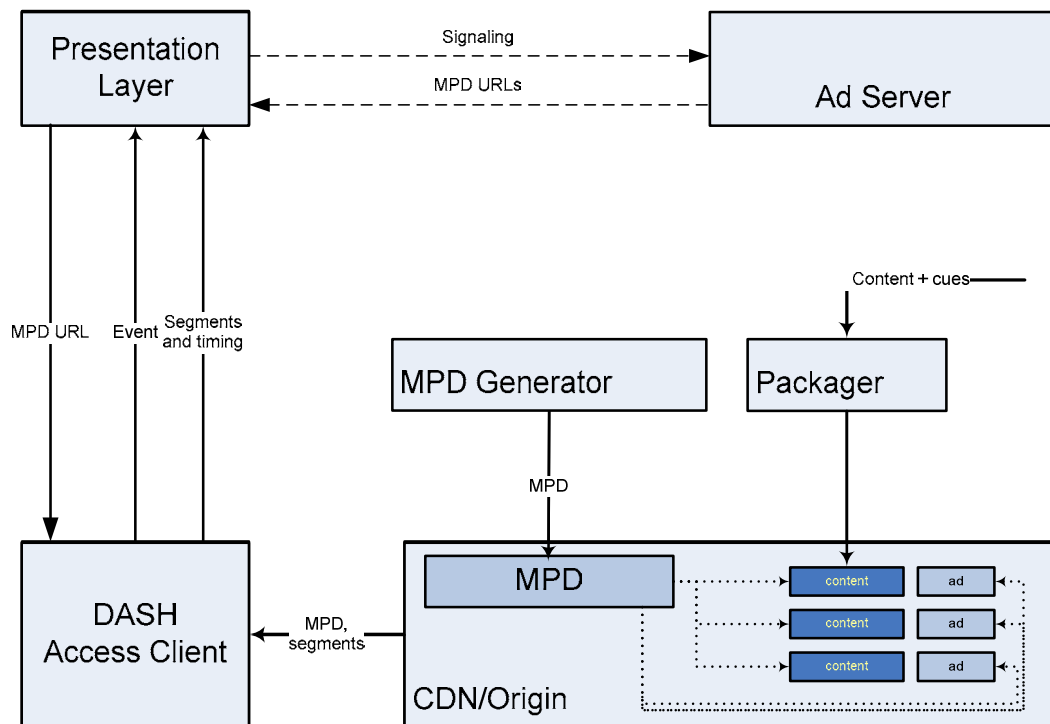 Presentation
Layer
Signaling
MPD URLs
Ad Server
MPD URL
Event
Segments
and timing
Content + cues
MPD Generator
Packager
MPD
DASH
Access Client
MPD,
segments
MPD
content
ad
content
ad
content
ad
CDN/Origin